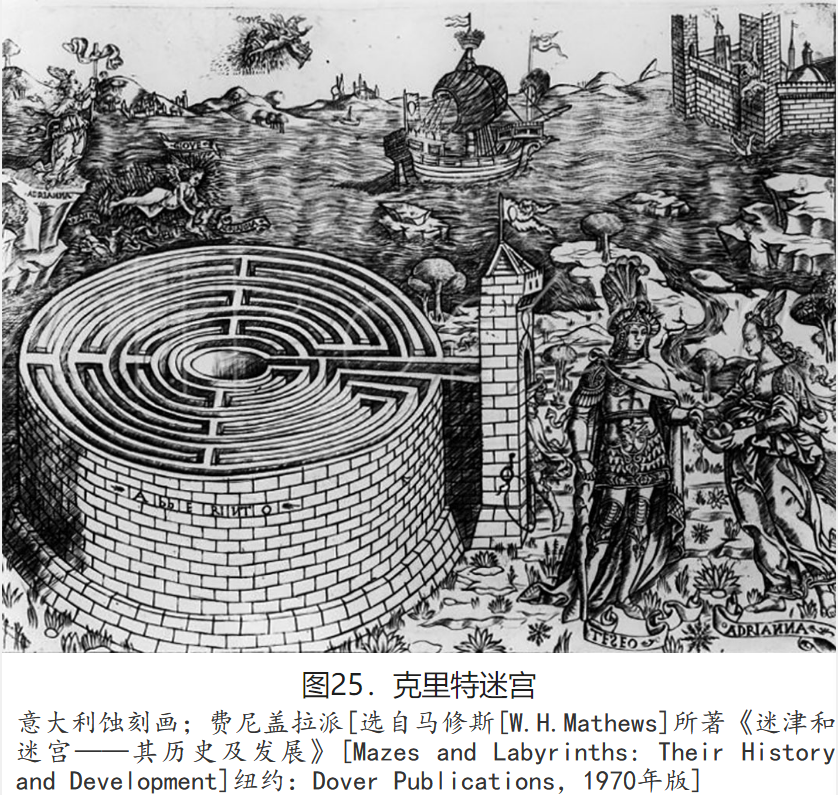 ADRIANNA
AbbERINTO
TESEO
ADRIANNA
图25. 克里特迷宫
意大利蚀刻画；费尼盖拉派[选自马修斯[W.H.Mathews]所著《迷津和
迷宫——其历史及发展》[Mazes and Labyrinths: Their History
and Development]纽约：Dover Publications, 1970年版]